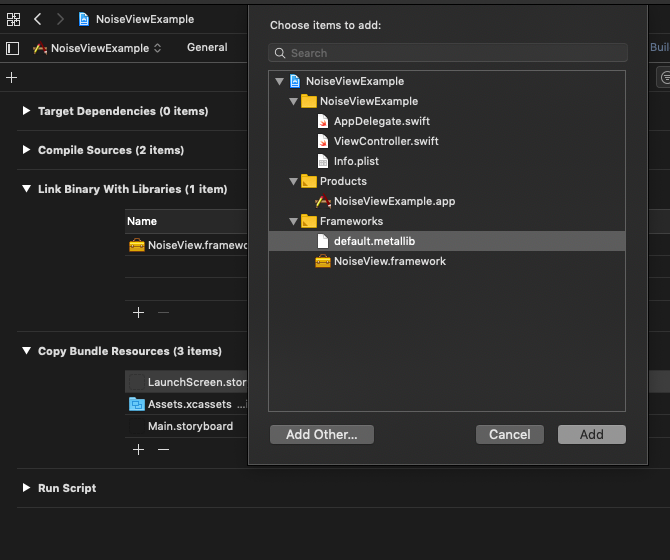 NoiseViewExample
NoiseViewExample
General
Buil
Target Dependencies (0 items)
Compile Sources (2 items)
Link Binary With Libraries (1 item)
Name
NoiseView.framewo
Copy Bundle Resources (3 items)
LaunchScreen.stor
Assets.xcassets ...i
Main.storyboard
Run Script
Choose items to add:
Search
NoiseViewExample
NoiseViewExample
AppDelegate.swift
ViewController.swift
Info.plist
Products
NoiseViewExample.app
Frameworks
default.metallib
NoiseView.framework
Add Other...
Cancel
Add